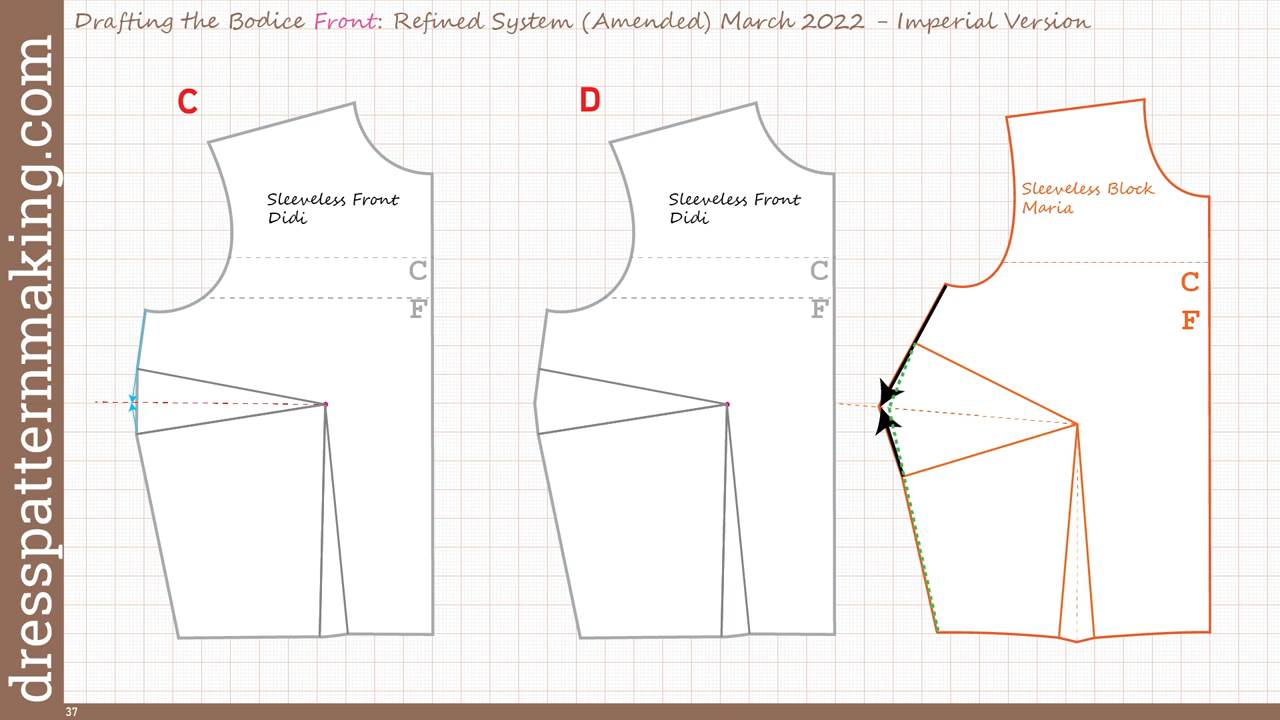 Drafting the Bodice Front: Refined System (Amended) March 2022 - Imperial Version
dresspatternmaking.com
C
Sleeveless Front
Didi
C
F
D
Sleeveless Front
Didi
C
F
Sleeveless Block
Maria
C
F
37